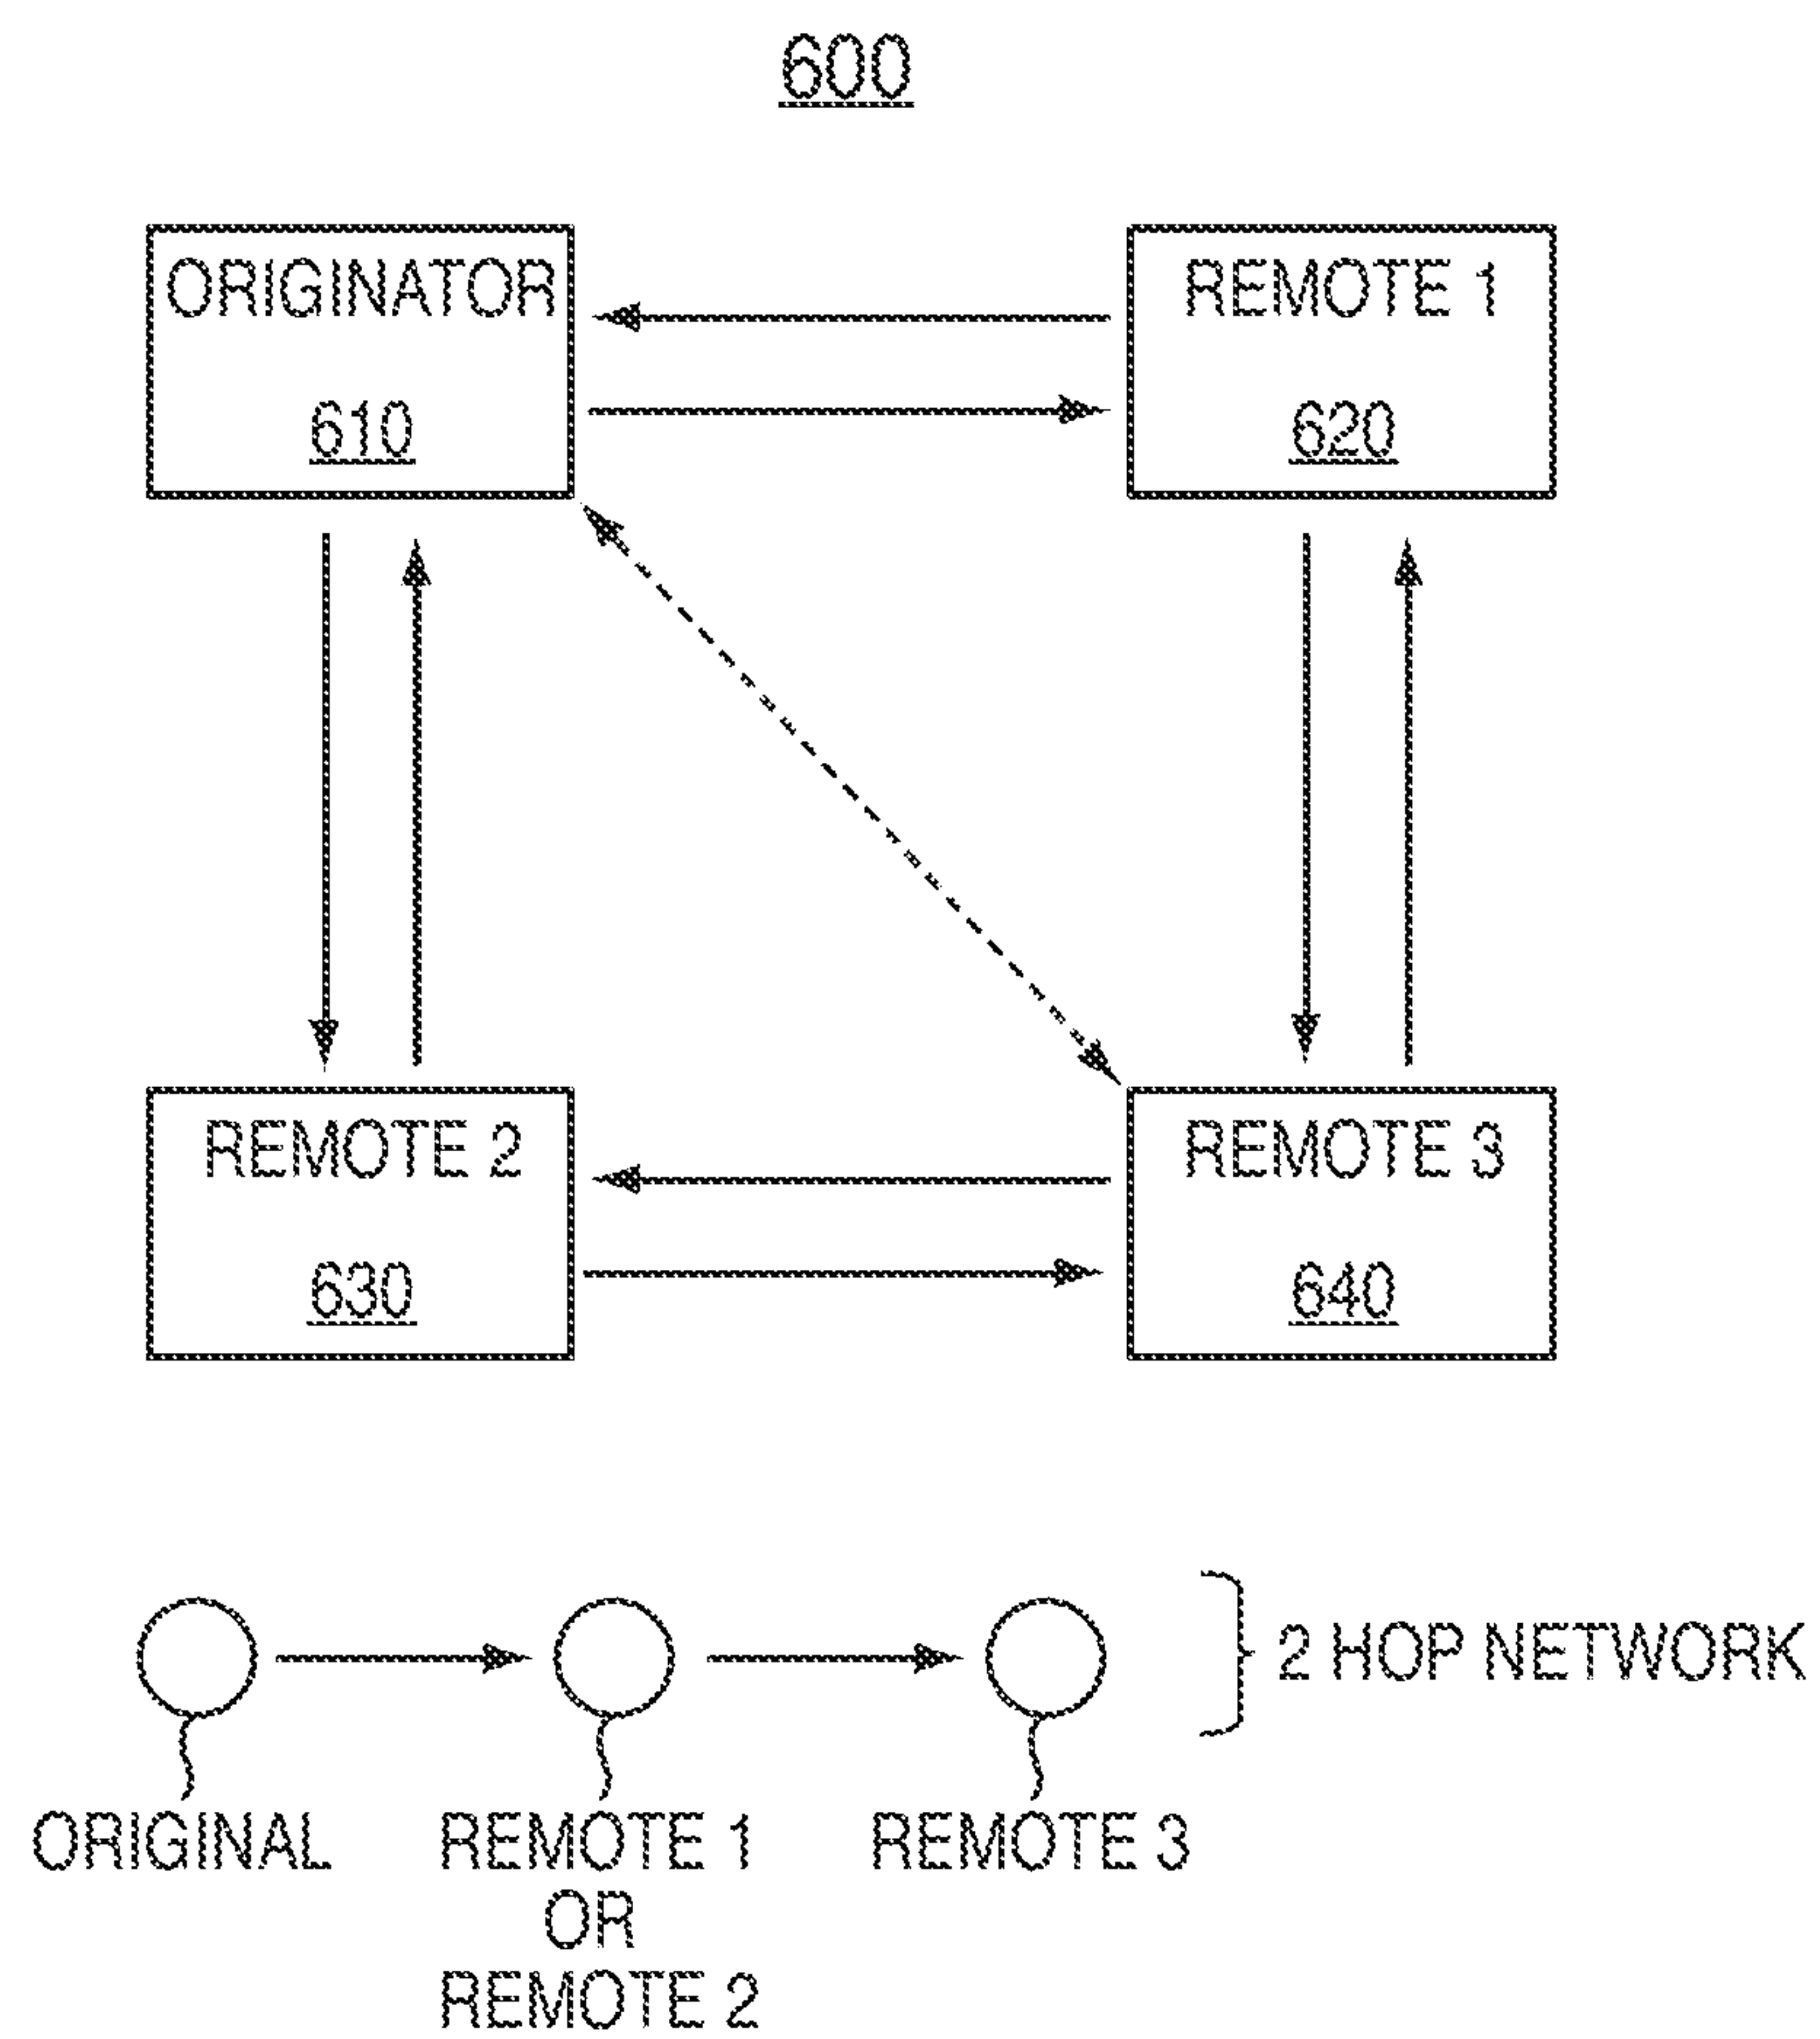 600
ORIGINATOR
610
REMOTE 1
620
REMOTE 2
630
REMOTE 3
640
2 HOP NETWORK
ORIGINAL
REMOTE 1
OR
REMOTE 2
REMOTE 3